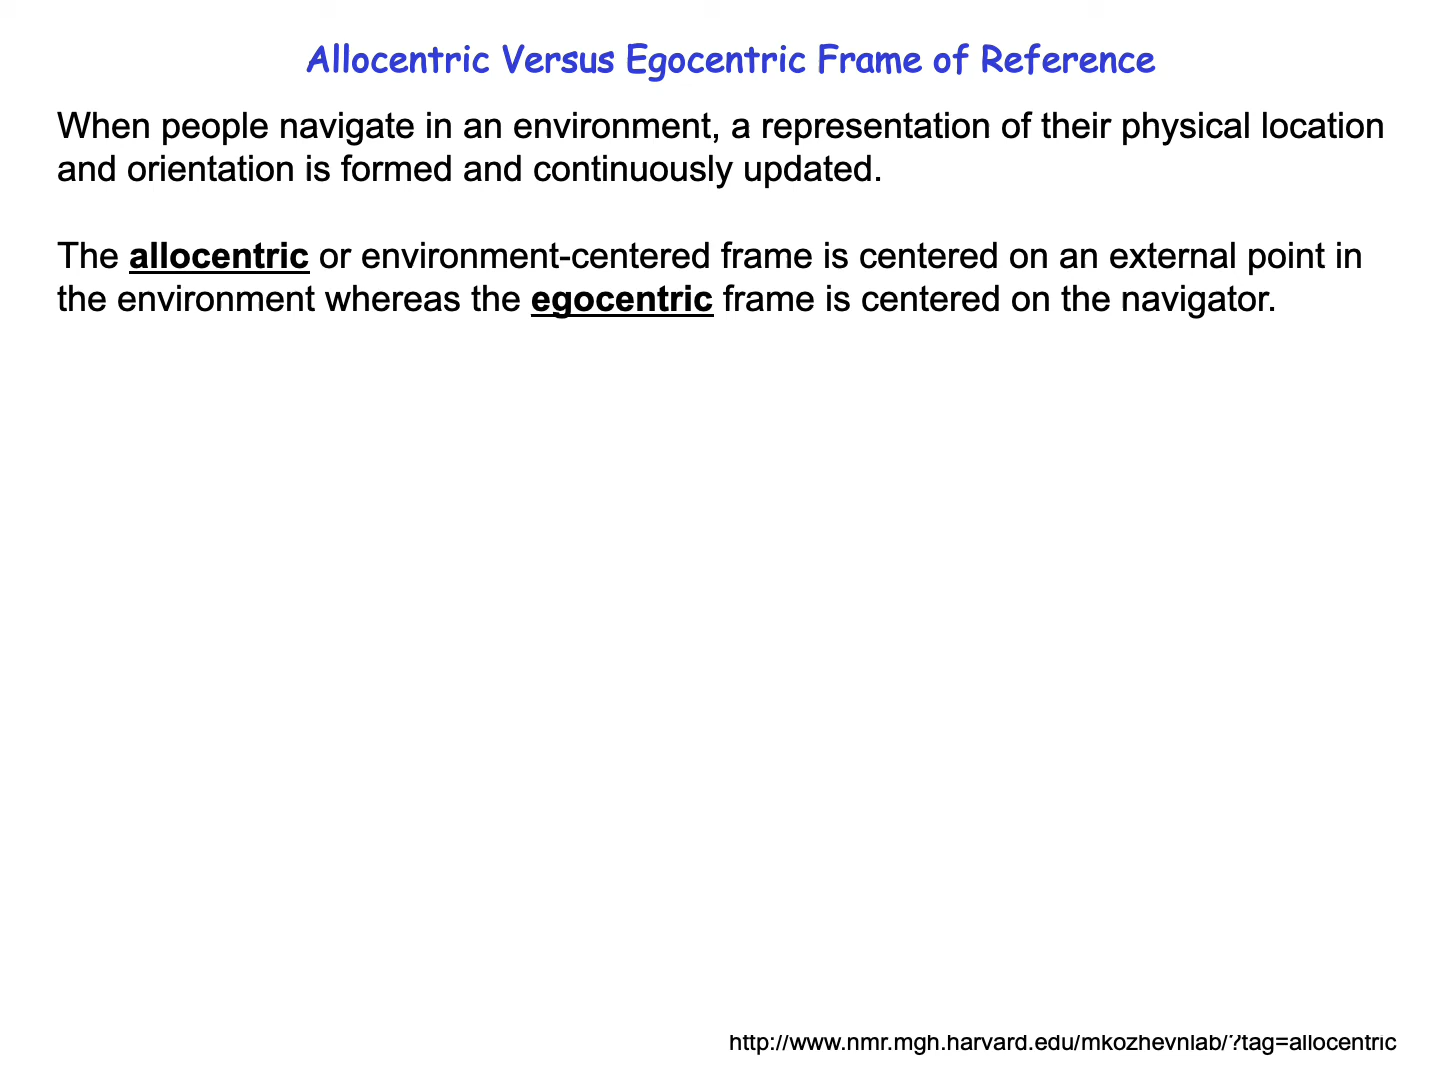 Allocentric Versus Egocentric Frame of Reference
When people navigate in an environment, a representation of their physical location
and orientation is formed and continuously updated.
The allocentric or environment-centered frame is centered on an external point in
the environment whereas the egocentric frame is centered on the navigator.
http://www.nmr.mgh.harvard.edu/mkozhevnlab/?tag=allocentric